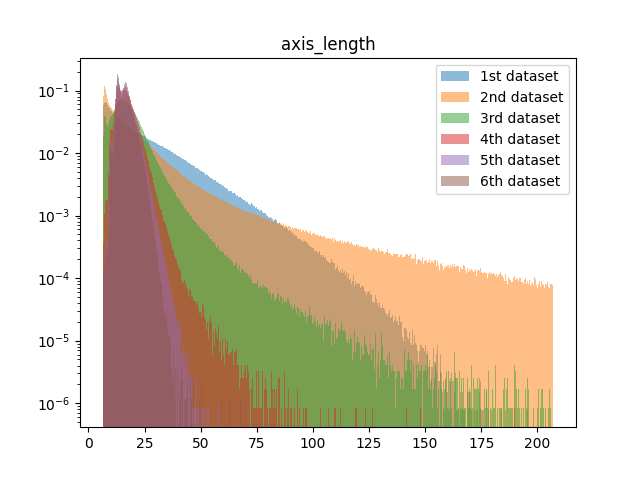 axis_length
1st dataset
2nd dataset
3rd dataset
4th dataset
5th dataset
6th dataset
10⁻¹
10⁻²
10⁻³
10⁻⁴
10⁻⁵
10⁻⁶
0 25 50 75 100 125 150 175 200